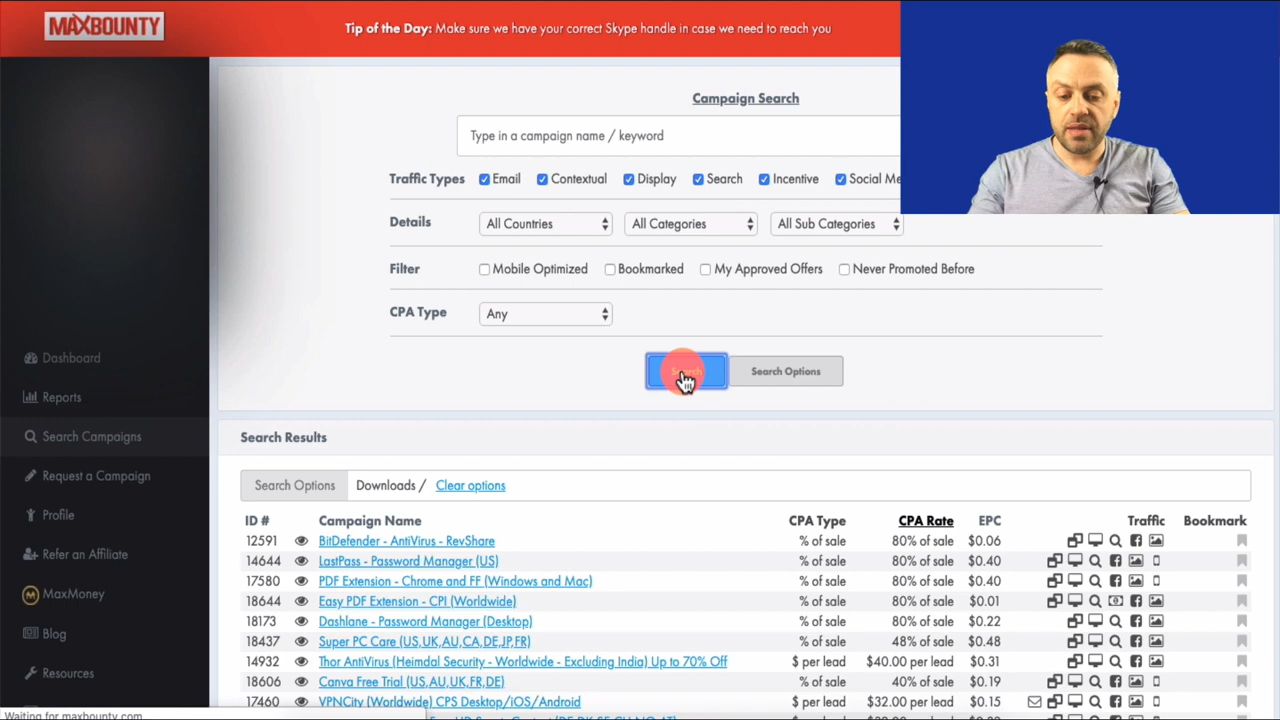 MAXBOUNTY
Tip of the Day: Make sure we have your correct Skype handle in case we need to reach you
Campaign Search
Type in a campaign name / keyword
Traffic Types Email Contextual Display Search Incentive Social Me
Details All Countries All Categories All Sub Categories
Filter Mobile Optimized Bookmarked My Approved Offers Never Promoted Before
CPA Type Any
Search Search Options
Dashboard
Reports
Search Campaigns
Request a Campaign
Profile
Refer an Affiliate
MaxMoney
Blog
Resources
Search Results
Search Options Downloads / Clear options
ID # Campaign Name CPA Type CPA Rate EPC Traffic Bookmark
12591 BitDefender - AntiVirus - RevShare % of sale 80% of sale $0.06
14644 LastPass - Password Manager (US) % of sale 80% of sale $0.40
17580 PDF Extension - Chrome and FF (Windows and Mac) % of sale 80% of sale $0.40
18644 Easy PDF Extension - CPI (Worldwide) % of sale 80% of sale $0.01
18173 Dashlane - Password Manager (Desktop) % of sale 80% of sale $0.22
18437 Super PC Care (US,UK,AU,CA,DE,JP,FR) % of sale 48% of sale $0.48
14932 Thor AntiVirus (Heimdal Security - Worldwide - Excluding India) Up to 70% Off $ per lead $40.00 per lead $0.31
18606 Canva Free Trial (US,AU,UK,FR,DE) % of sale 40% of sale $0.19
17460 VPNCity (Worldwide) CPS Desktop/iOS/Android $ per lead $32.00 per lead $0.15
Waiting for maxbounty.com